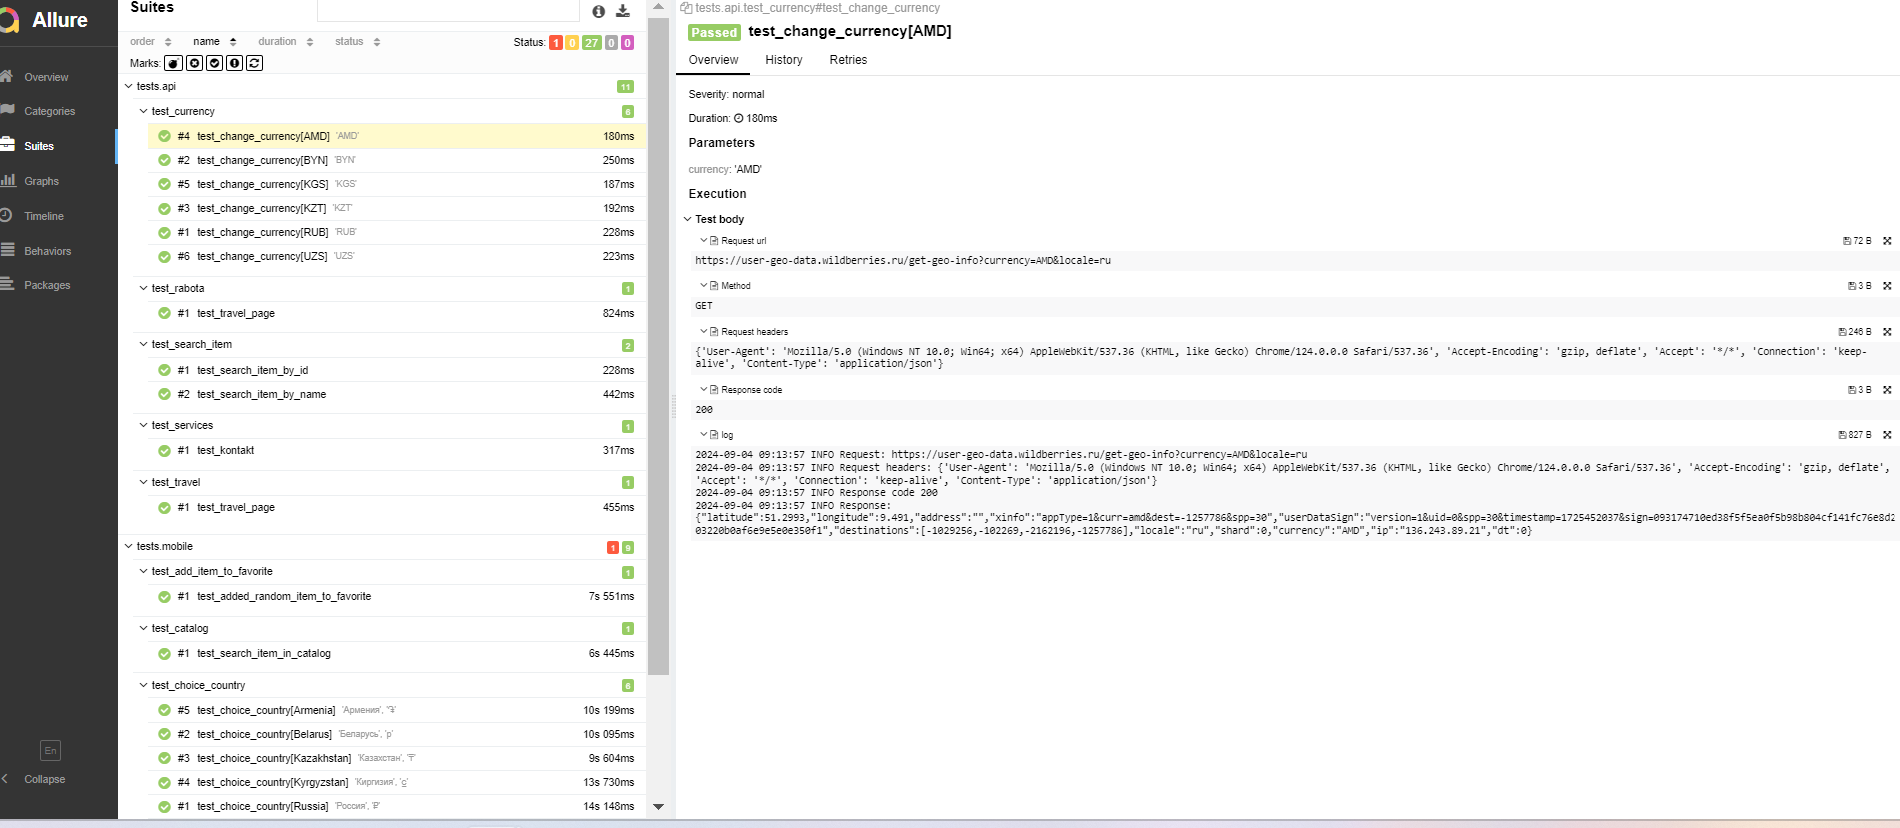 Allure
Overview
Categories
Suites
Graphs
Timeline
Behaviors
Packages
En
Collapse
Suites
order name duration status Status: 1 0 27 0 0
Marks:
tests.api 11
test_currency 6
#4 test_change_currency[AMD] 'AMD' 180ms
#2 test_change_currency[BYN] 'BYN' 250ms
#5 test_change_currency[KGS] 'KGS' 187ms
#3 test_change_currency[KZT] 'KZT' 192ms
#1 test_change_currency[RUB] 'RUB' 228ms
#6 test_change_currency[UZS] 'UZS' 223ms
test_rabota 1
#1 test_travel_page 824ms
test_search_item 2
#1 test_search_item_by_id 228ms
#2 test_search_item_by_name 442ms
test_services 1
#1 test_kontakt 317ms
test_travel 1
#1 test_travel_page 455ms
tests.mobile 1 9
test_add_item_to_favorite 1
#1 test_added_random_item_to_favorite 7s 551ms
test_catalog 1
#1 test_search_item_in_catalog 6s 445ms
test_choice_country 6
#5 test_choice_country[Armenia] 'Армения', '֏' 10s 199ms
#2 test_choice_country[Belarus] 'Беларусь', 'р' 10s 095ms
#3 test_choice_country[Kazakhstan] 'Казахстан', '₸' 9s 604ms
#4 test_choice_country[Kyrgyzstan] 'Киргизия', 'с' 13s 730ms
#1 test_choice_country[Russia] 'Россия', '₽' 14s 148ms
tests.api.test_currency#test_change_currency
Passed test_change_currency[AMD]
Overview History Retries
Severity: normal
Duration: 180ms
Parameters
currency: 'AMD'
Execution
Test body
Request url 72 B
https://user-geo-data.wildberries.ru/get-geo-info?currency=AMD&locale=ru
Method 3 B
GET
Request headers 246 B
{'User-Agent': 'Mozilla/5.0 (Windows NT 10.0; Win64; x64) AppleWebKit/537.36 (KHTML, like Gecko) Chrome/124.0.0.0 Safari/537.36', 'Accept-Encoding': 'gzip, deflate', 'Accept': '*/*', 'Connection': 'keep-
alive', 'Content-Type': 'application/json'}
Response code 3 B
200
log 827 B
2024-09-04 09:13:57 INFO Request: https://user-geo-data.wildberries.ru/get-geo-info?currency=AMD&locale=ru
2024-09-04 09:13:57 INFO Request headers: {'User-Agent': 'Mozilla/5.0 (Windows NT 10.0; Win64; x64) AppleWebKit/537.36 (KHTML, like Gecko) Chrome/124.0.0.0 Safari/537.36', 'Accept-Encoding': 'gzip, deflate',
'Accept': '*/*', 'Connection': 'keep-alive', 'Content-Type': 'application/json'}
2024-09-04 09:13:57 INFO Response code 200
2024-09-04 09:13:57 INFO Response:
{"latitude":51.2993,"longitude":9.491,"address":"","xinfo":"appType=1&curr=amd&dest=-1257786&spp=30","userDataSign":"version=1&uid=0&spp=30&timestamp=1725452037&sign=093174710ed38f5f5ea0f5b98b804cf141fc76e8d2
03220b0af6e9e5e0e350f1","destinations":[-1029256,-102269,-2162196,-1257786],"locale":"ru","shard":0,"currency":"AMD","ip":"136.243.89.21","dt":0}